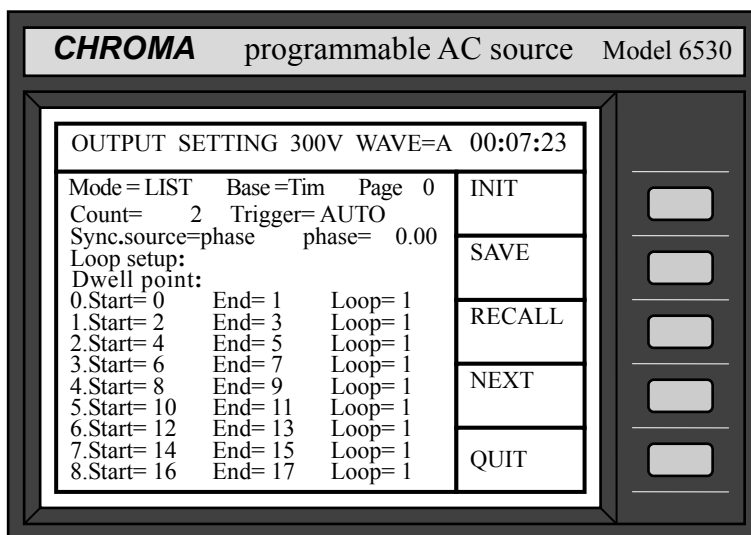 CHROMA programmable AC source Model 6530
OUTPUT SETTING 300V WAVE=A 00:07:23
Mode = LIST Base =Tim Page 0
Count= 2 Trigger= AUTO
Sync.source=phase phase= 0.00
Loop setup:
Dwell point:
0.Start= 0 End= 1 Loop= 1
1.Start= 2 End= 3 Loop= 1
2.Start= 4 End= 5 Loop= 1
3.Start= 6 End= 7 Loop= 1
4.Start= 8 End= 9 Loop= 1
5.Start= 10 End= 11 Loop= 1
6.Start= 12 End= 13 Loop= 1
7.Start= 14 End= 15 Loop= 1
8.Start= 16 End= 17 Loop= 1
INIT
SAVE
RECALL
NEXT
QUIT